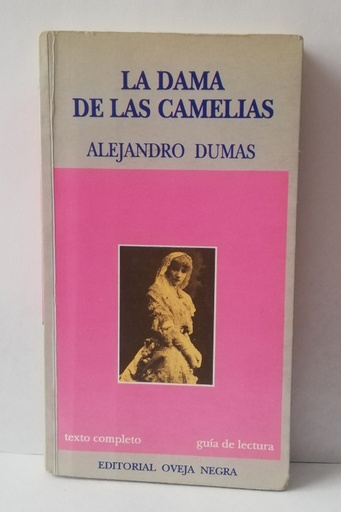 LA DAMA
DE LAS CAMELIAS
ALEJANDRO DUMAS
texto completo
guía de lectura
EDITORIAL OVEJA NEGRA